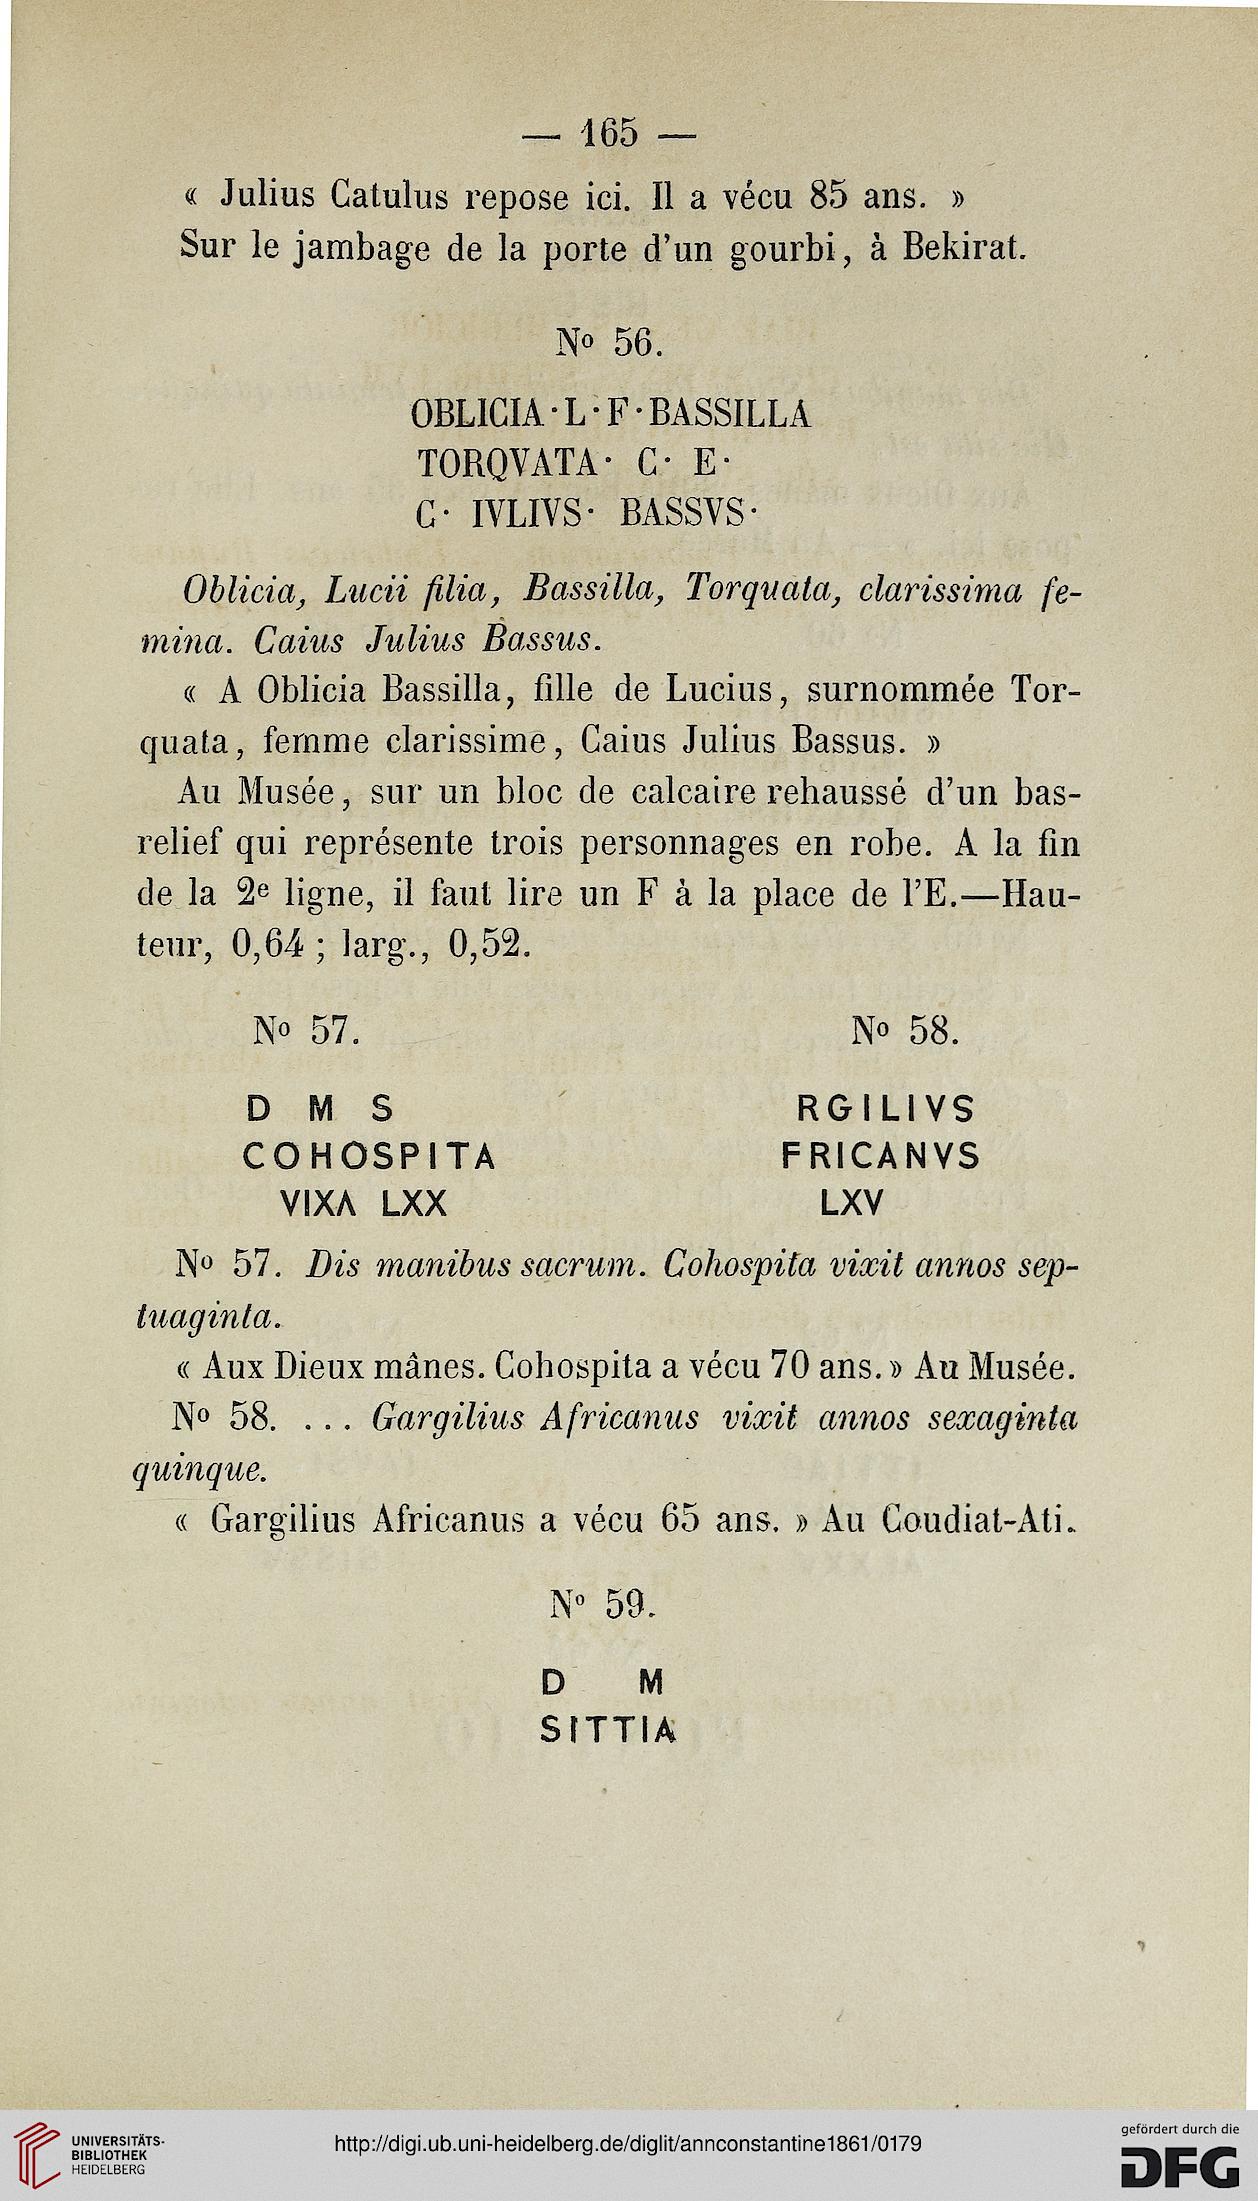 — 165 —
« Julius Catulus repose ici. Il a vécu 85 ans. »
Sur le jambage de la porte d'un gourbi, à Bekirat.
No 56.
OBLICIA·L·F·BASSILLA
TORQVATA· C· E·
C· IVLIVS· BASSVS·
Oblicia, Lucii filia, Bassilla, Torquata, clarissima fe-
mina. Caius Julius Bassus.
« A Oblicia Bassilla, fille de Lucius, surnommée Tor-
quata, femme clarissime, Caius Julius Bassus. »
Au Musée, sur un bloc de calcaire rehaussé d'un bas-
relief qui représente trois personnages en robe. A la fin
de la 2e ligne, il faut lire un F à la place de l'E.—Hau-
teur, 0,64 ; larg., 0,52.
No 57. No 58.
D M S RGILIVS
COHOSPITA FRICANVS
VIXΛ LXX LXV
No 57. Dis manibus sacrum. Cohospita vixit annos sep-
tuaginta.
« Aux Dieux mânes. Cohospita a vécu 70 ans. » Au Musée.
No 58. ... Gargilius Africanus vixit annos sexaginta
quinque.
« Gargilius Africanus a vécu 65 ans. » Au Coudiat-Ati.
No 59.
D M
SITTIA
UNIVERSITÄTS-
BIBLIOTHEK
HEIDELBERG
http://digi.ub.uni-heidelberg.de/diglit/annconstantine1861/0179
gefördert durch die
DFG